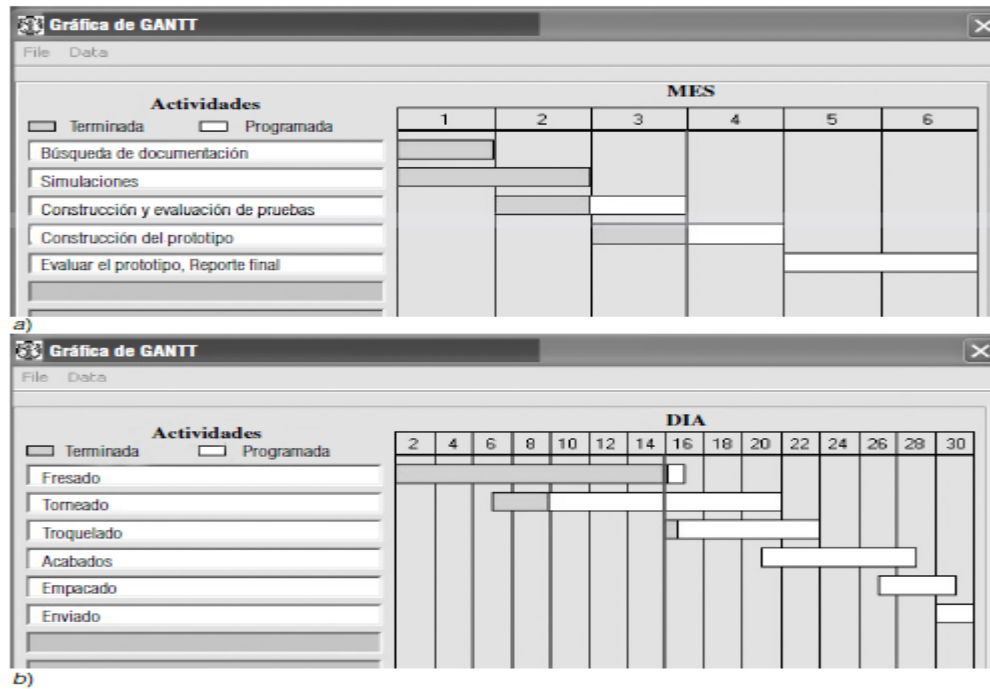 Gráfica de GANTT
File Data
MES
Actividades
Terminada Programada
1 2 3 4 5 6
Búsqueda de documentación
Simulaciones
Construcción y evaluación de pruebas
Construcción del prototipo
Evaluar el prototipo, Reporte final
a)
Gráfica de GANTT
File Data
DIA
Actividades
Terminada Programada
2 4 6 8 10 12 14 16 18 20 22 24 26 28 30
Fresado
Torneado
Troquelado
Acabados
Empacado
Enviado
b)